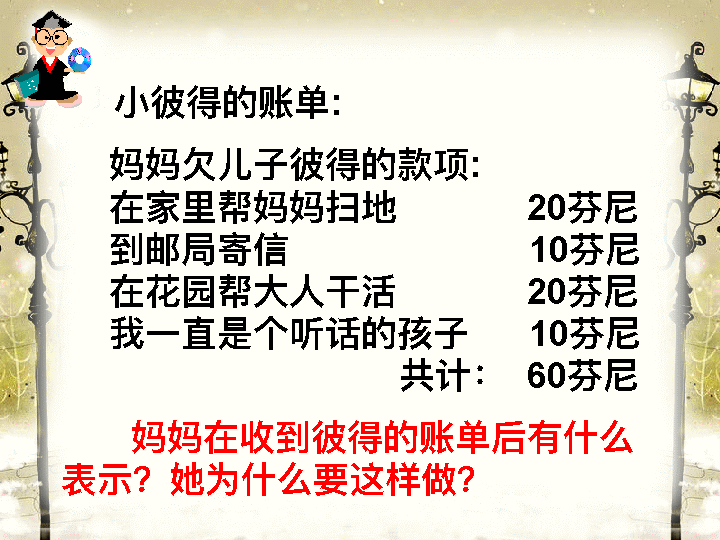 小彼得的账单:
妈妈欠儿子彼得的款项:
在家里帮妈妈扫地 20芬尼
到邮局寄信 10芬尼
在花园帮大人干活 20芬尼
我一直是个听话的孩子 10芬尼
共计： 60芬尼
妈妈在收到彼得的账单后有什么
表示？她为什么要这样做？